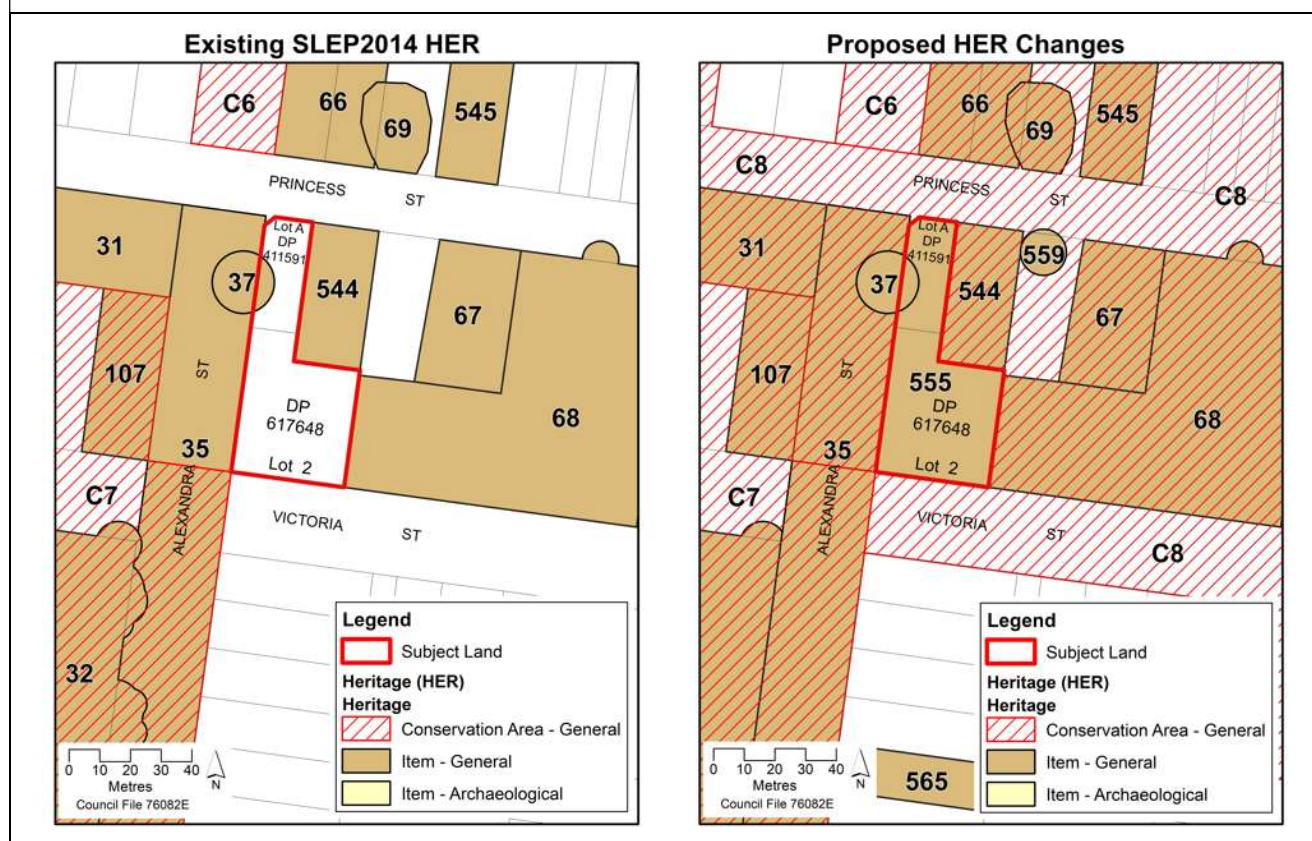 Existing SLEP2014 HER
C6
66
69
545
PRINCESS ST
31
37
Lot A
DP
411591
544
67
107
ST
DP
617648
68
35
Lot 2
C7
ALEXANDRA
VICTORIA ST
32
Legend
Subject Land
Heritage (HER)
Heritage
Conservation Area - General
Item - General
Item - Archaeological
0 10 20 30 40
Metres
N
Council File 76082E
Proposed HER Changes
C6
66
69
545
C8
PRINCESS ST
C8
31
37
Lot A
DP
411591
544
559
67
107
ST
555
DP
617648
68
35
Lot 2
C7
ALEXANDRA
VICTORIA ST
C8
Legend
Subject Land
Heritage (HER)
Heritage
Conservation Area - General
Item - General
Item - Archaeological
0 10 20 30 40
Metres
N
Council File 76082E
565